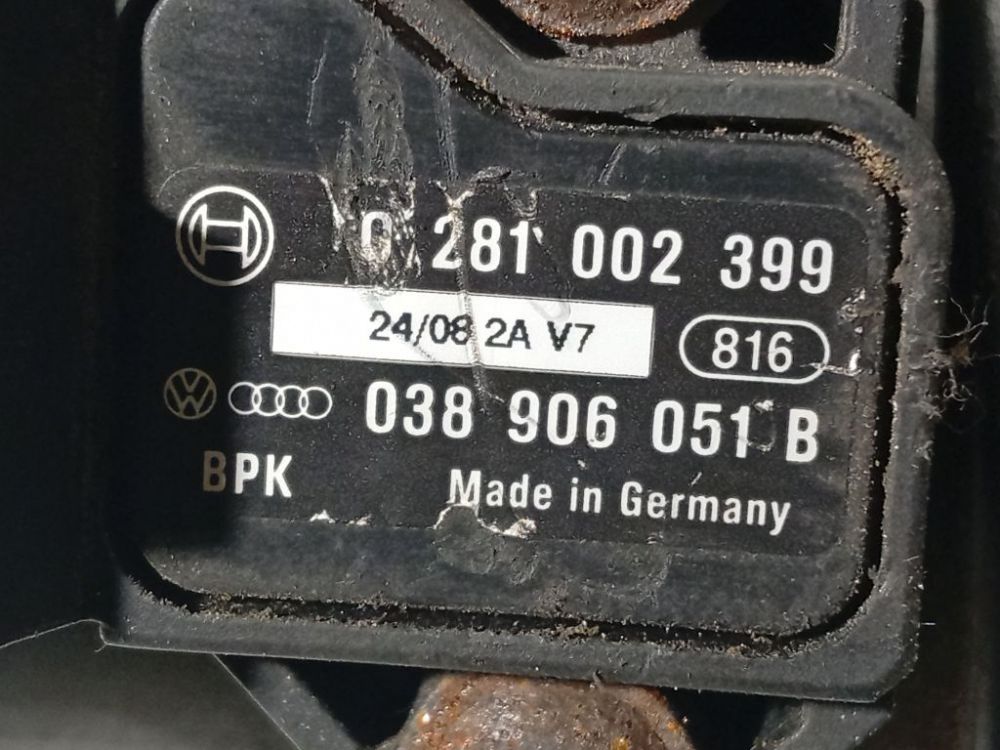 0 281 002 399
24/08 2A V7
816
038 906 051 B
BPK
Made in Germany